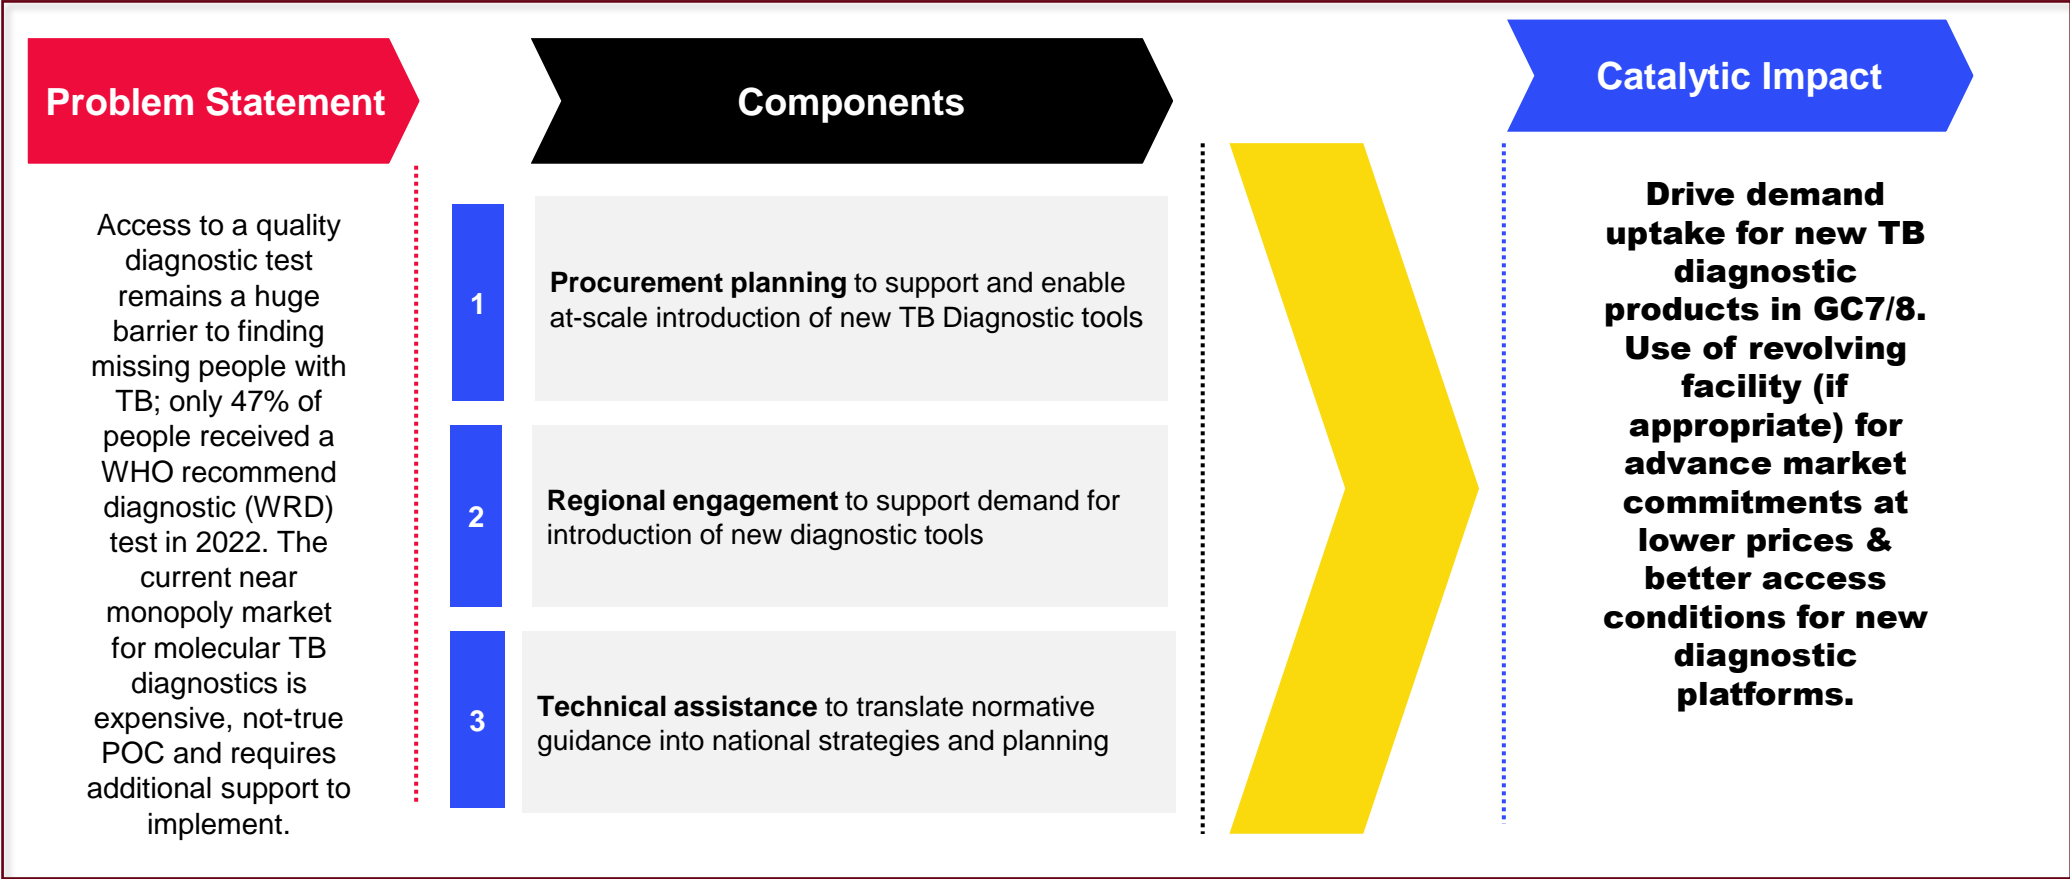 Problem Statement
Access to a quality
diagnostic test
remains a huge
barrier to finding
missing people with
TB; only 47% of
people received a
WHO recommend
diagnostic (WRD)
test in 2022. The
current near
monopoly market
for molecular TB
diagnostics is
expensive, not-true
POC and requires
additional support to
implement.
Components
1
Procurement planning to support and enable
at-scale introduction of new TB Diagnostic tools
2
Regional engagement to support demand for
introduction of new diagnostic tools
3
Technical assistance to translate normative
guidance into national strategies and planning
Catalytic Impact
Drive demand
uptake for new TB
diagnostic
products in GC7/8.
Use of revolving
facility (if
appropriate) for
advance market
commitments at
lower prices &
better access
conditions for new
diagnostic
platforms.